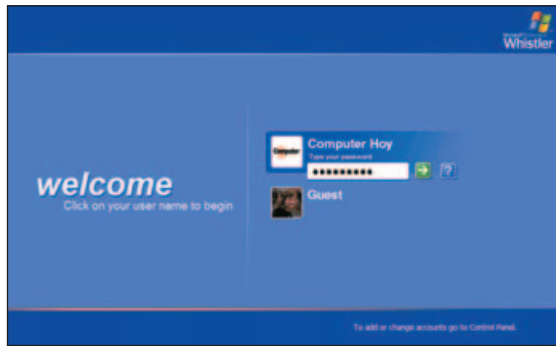 Whistler
Computer Hoy
Type your password
welcome
Click on your user name to begin
Guest
To add or change accounts go to Control Panel.